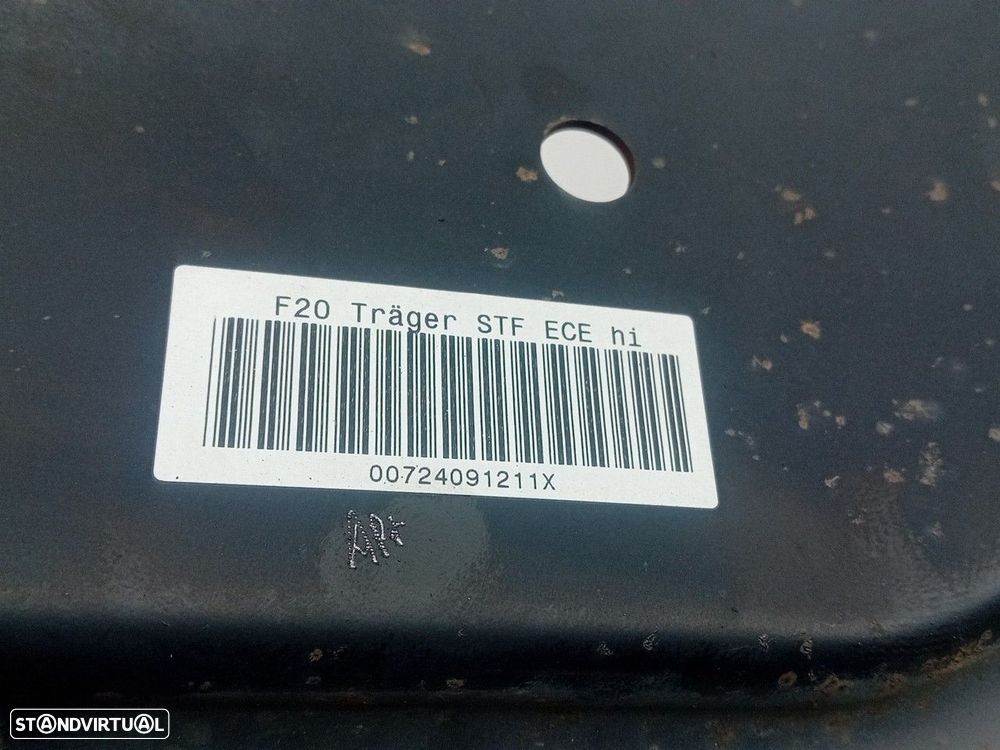 F20 Träger STF ECE hi
00724091211X
STANDVIRTUAL